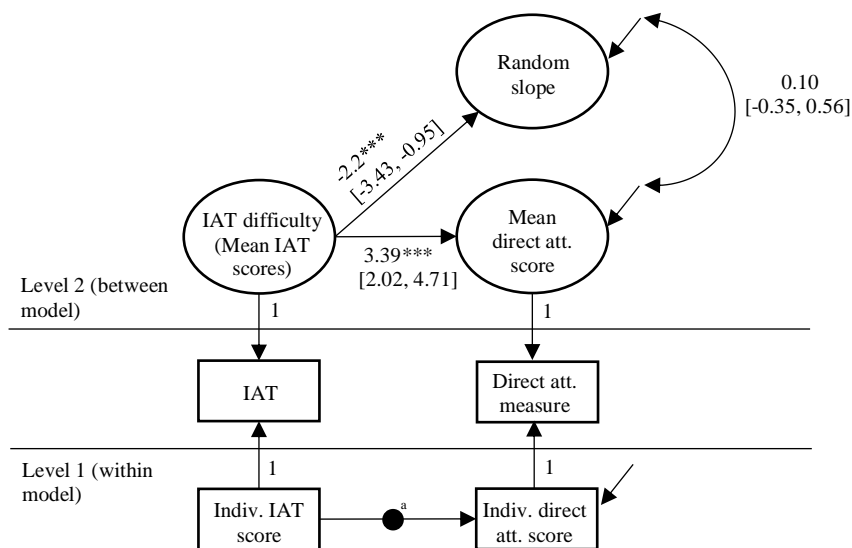 Random
slope
0.10
[-0.35, 0.56]
-2.2***
[-3.43, -0.95]
IAT difficulty
(Mean IAT
scores)
Mean
direct att.
score
3.39***
[2.02, 4.71]
Level 2 (between
model)
1
1
IAT
Direct att.
measure
Level 1 (within
model)
1
1
Indiv. IAT
score
a
Indiv. direct
att. score